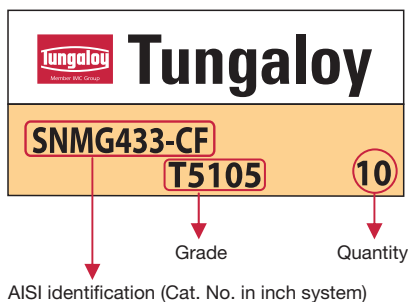 Tungaloy
Member IMC Group
Tungaloy
SNMG433-CF
T5105
10
Grade
Quantity
AISI identification (Cat. No. in inch system)